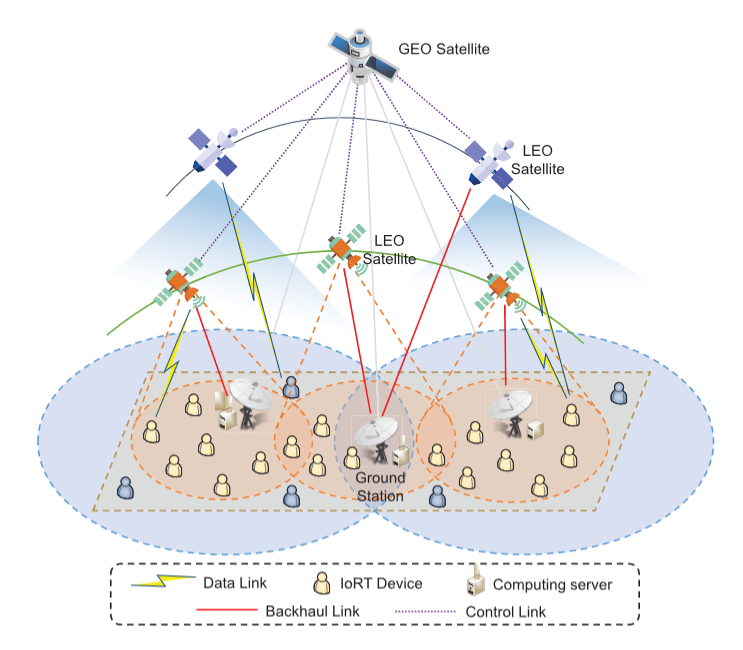 GEO Satellite
LEO
Satellite
LEO
Satellite
Ground
Station
Data Link
IoRT Device
Computing server
Backhaul Link
Control Link